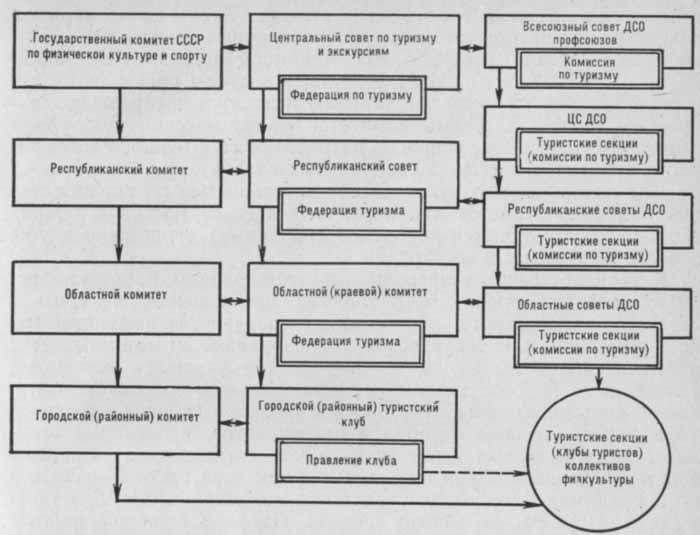 Государственный комитет СССР
по физической культуре и спорту
Центральный совет по туризму
и экскурсиям
Федерация по туризму
Всесоюзный совет ДСО
профсоюзов
Комиссия
по туризму
ЦС ДСО
Туристские секции
(комиссии по туризму)
Республиканский комитет
Республиканский совет
Федерация туризма
Республиканские советы ДСО
Туристские секции
(комиссии по туризму)
Областной комитет
Областной (краевой) комитет
Федерация туризма
Областные советы ДСО
Туристские секции
(комиссии по туризму)
Городской (районный) комитет
Городской (районный) туристский
клуб
Правление клуба
Туристские секции
(клубы туристов)
коллективов
физкультуры